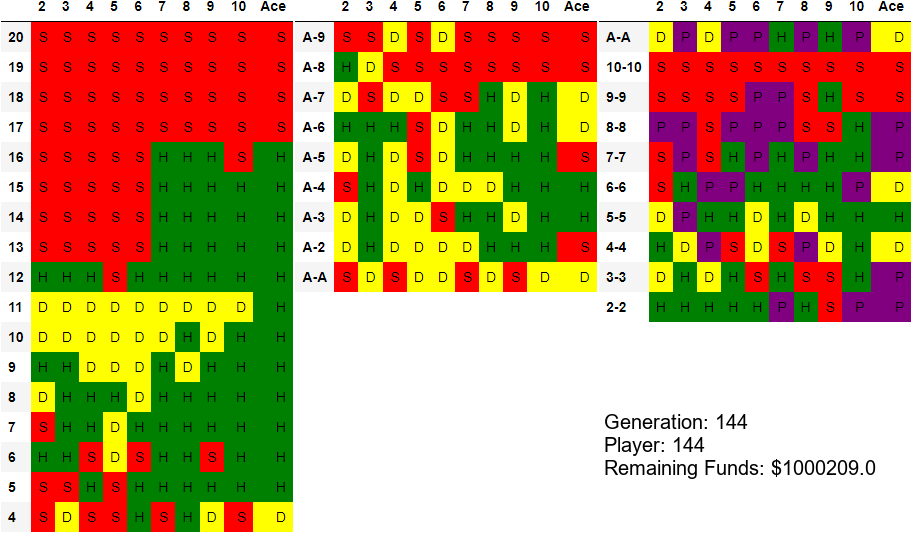 2 3 4 5 6 7 8 9 10 Ace
20 S S S S S S S S S S
19 S S S S S S S S S S
18 S S S S S S S S S S
17 S S S S S S S S S S
16 S S S S S H H H S H
15 S S S S S H H H H H
14 S S S S S H H H H H
13 S S S S S H H H H H
12 H H H S H H H H H H
11 D D D D D D D D D H
10 D D D D D D H D H H
9 H H D D D H D H H H
8 D H H H D H H H H H
7 S H H D H H H H H H
6 H H S D S H H S H H
5 S S H S H H H H H H
4 S D S S H S H D S D
2 3 4 5 6 7 8 9 10 Ace
A-9 S S D S D S S S S S
A-8 H D S S S S S S S S
A-7 D S D D S S H D H D
A-6 H H H S D H H D H D
A-5 D H D S D H H H H S
A-4 S H D H D D D H H H
A-3 D H D D S H H D H H
A-2 D H D D D D H H H S
A-A S D S D D S D S D D
2 3 4 5 6 7 8 9 10 Ace
A-A D P D P P H P H P D
10-10 S S S S S S S S S S
9-9 S S S S P P S H S S
8-8 P P S P P P S S H P
7-7 S P S H P H P H H P
6-6 S H P P H H H H P D
5-5 D P H H D H D H H H
4-4 H D P S D S P D H D
3-3 D H D H S H S S H P
2-2 H H H H H P H S P P
Generation: 144
Player: 144
Remaining Funds: $1000209.0